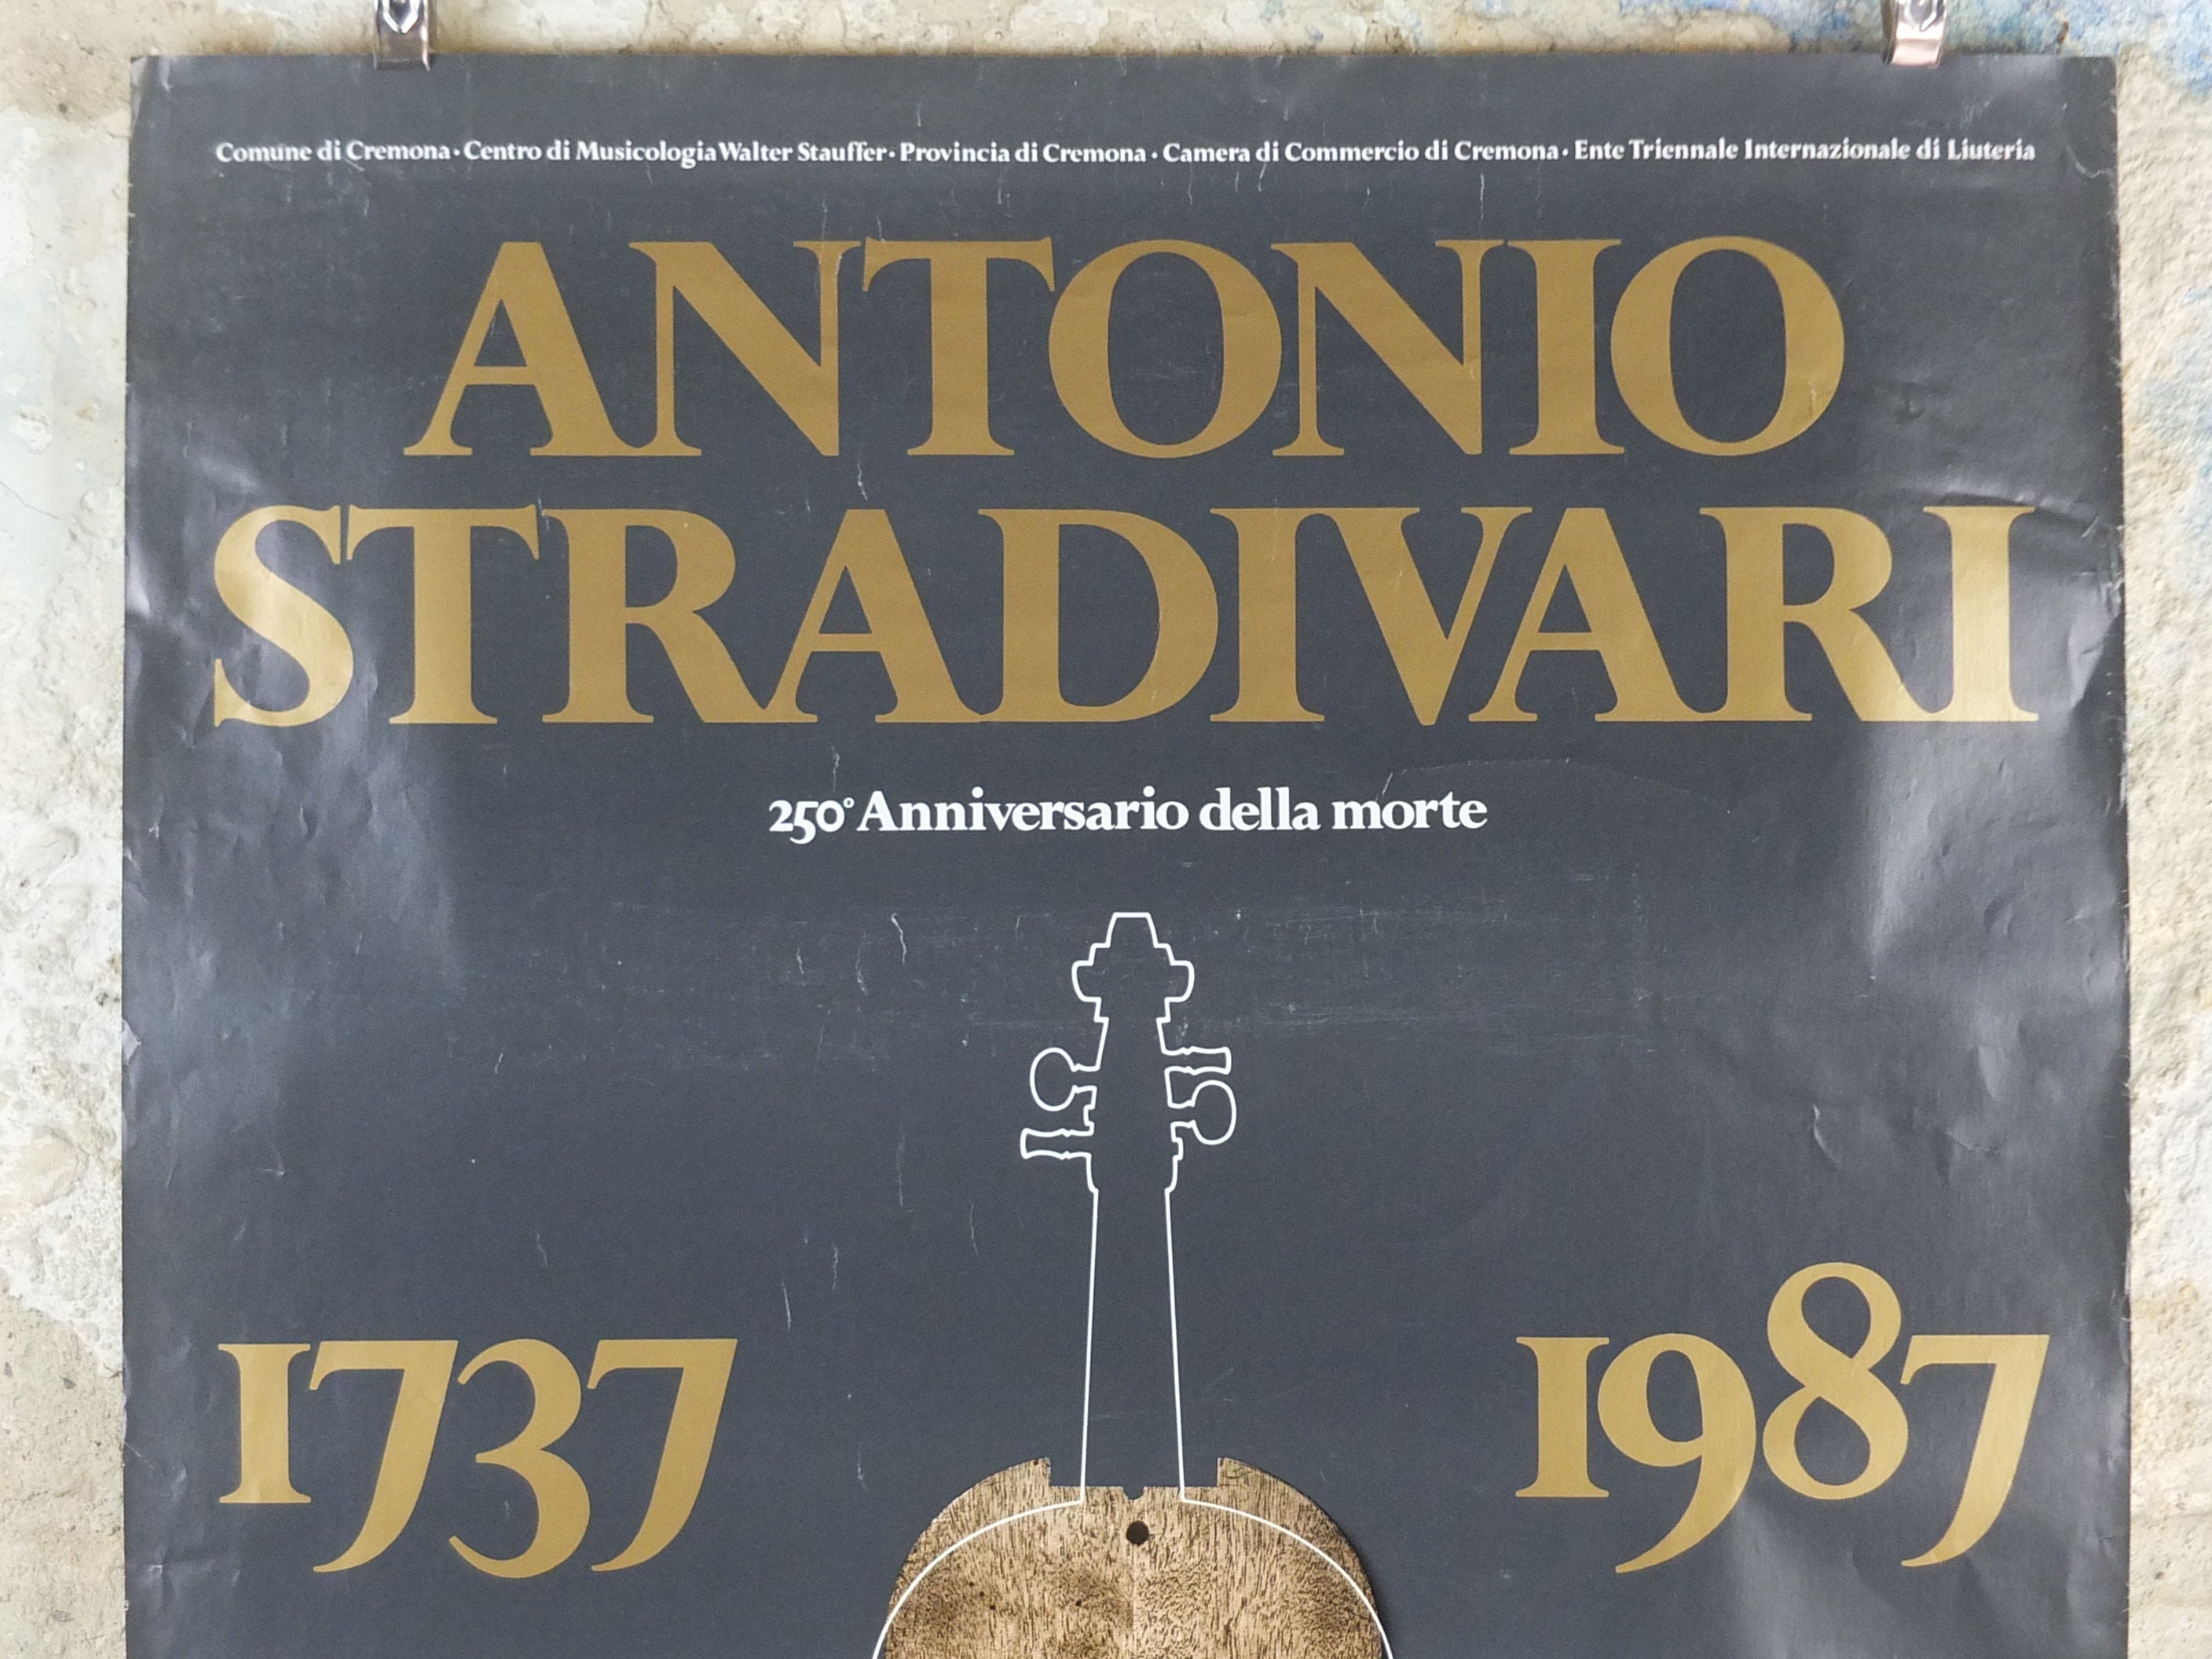 Comune di Cremona · Centro di Musicologia Walter Stauffer · Provincia di Cremona · Camera di Commercio di Cremona · Ente Triennale Internazionale di Liuteria
ANTONIO
STRADIVARI
250° Anniversario della morte
1737 1987